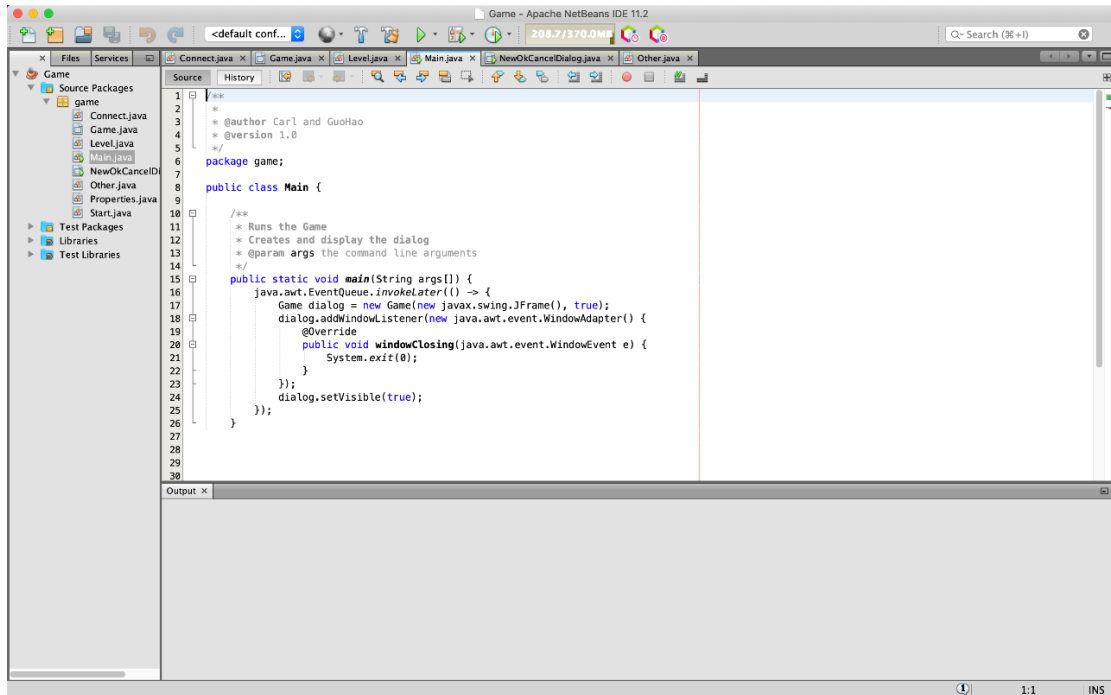 Game - Apache NetBeans IDE 11.2
<default conf...
208.7/370.0MB
Search (⌘+I)
Files
Services
Connect.java
Game.java
Level.java
Main.java
NewOkCancelDialog.java
Other.java
Game
Source Packages
game
Connect.java
Game.java
Level.java
Main.java
NewOkCancelDi
Other.java
Properties.java
Start.java
Test Packages
Libraries
Test Libraries
Source
History
1 /**
2  *
3  * @author Carl and GuoHao
4  * @version 1.0
5  */
6 package game;
7
8 public class Main {
9
10     /**
11      * Runs the Game
12      * Creates and display the dialog
13      * @param args the command line arguments
14      */
15     public static void main(String args[]) {
16         java.awt.EventQueue.invokeLater(() -> {
17             Game dialog = new Game(new javax.swing.JFrame(), true);
18             dialog.addWindowListener(new java.awt.event.WindowAdapter() {
19                 @Override
20                 public void windowClosing(java.awt.event.WindowEvent e) {
21                     System.exit(0);
22                 }
23             });
24             dialog.setVisible(true);
25         });
26     }
27
28
29
30
Output
1
1:1
INS